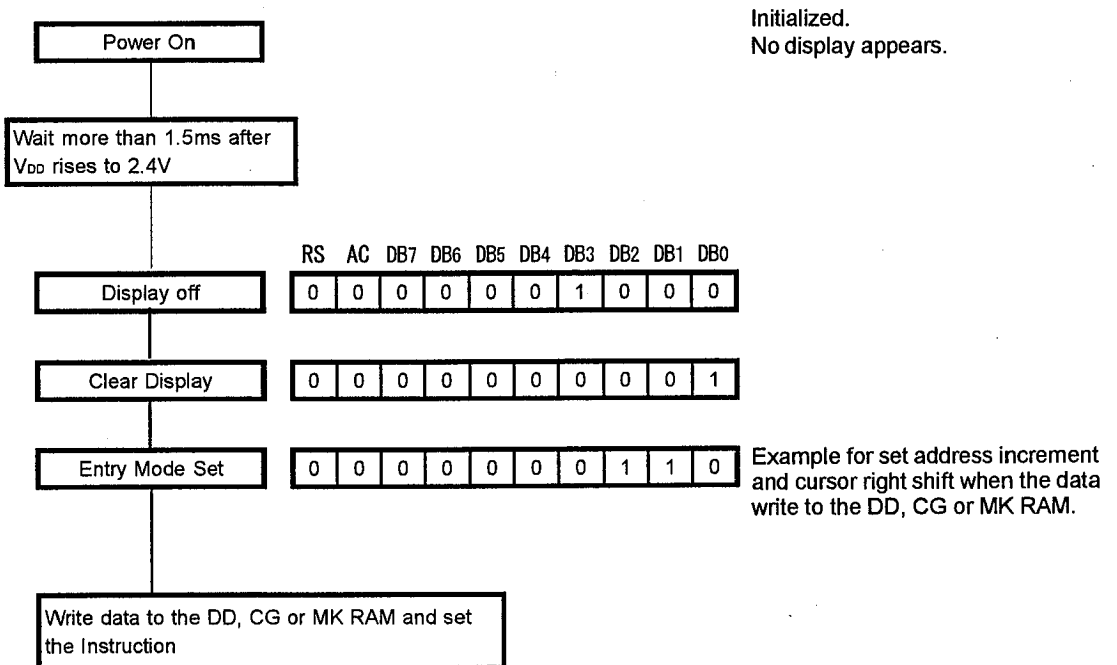 Initialized.
Power On
No display appears.
Wait more than 1.5ms after
VDD rises to 2.4V
RS AC DB7 DB6 DB5 DB4 DB3 DB2 DB1 DB0
Display off 0 0 0 0 0 0 1 0 0 0
Clear Display 0 0 0 0 0 0 0 0 0 1
Entry Mode Set 0 0 0 0 0 0 0 1 1 0
Example for set address increment
and cursor right shift when the data
write to the DD, CG or MK RAM.
Write data to the DD, CG or MK RAM and set
the Instruction